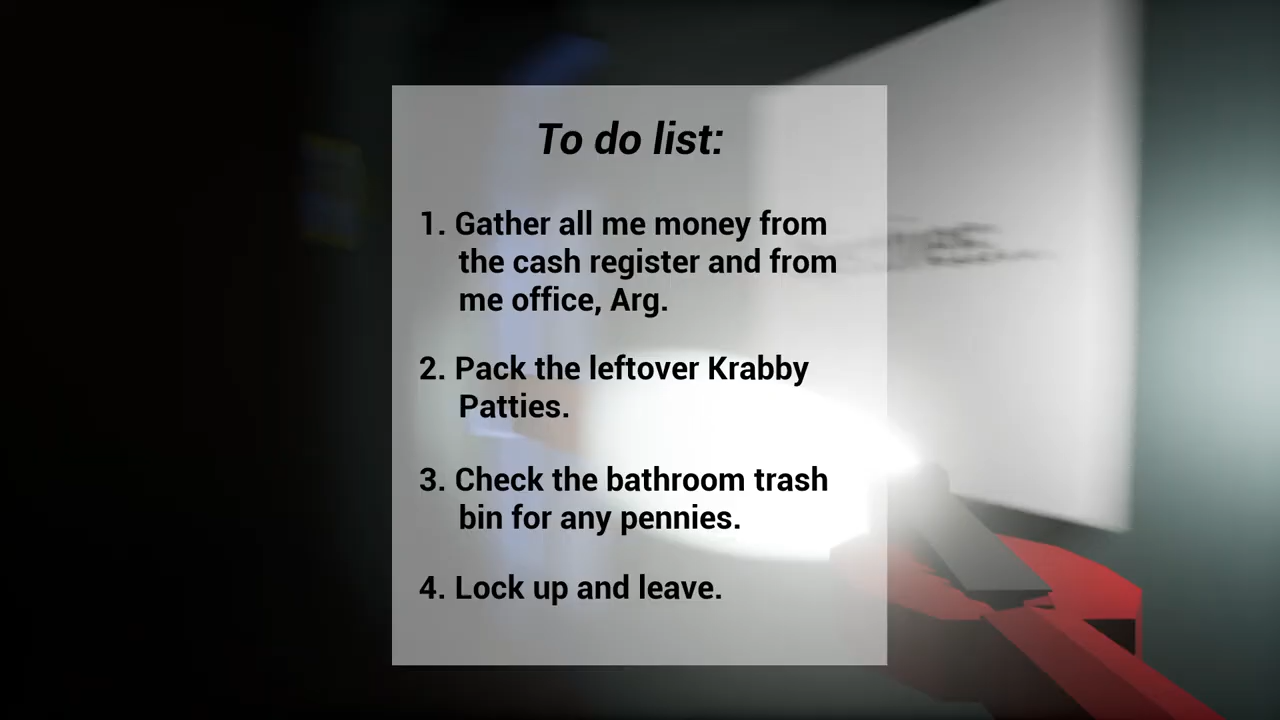 To do list:
1. Gather all me money from
the cash register and from
me office, Arg.
2. Pack the leftover Krabby
Patties.
3. Check the bathroom trash
bin for any pennies.
4. Lock up and leave.